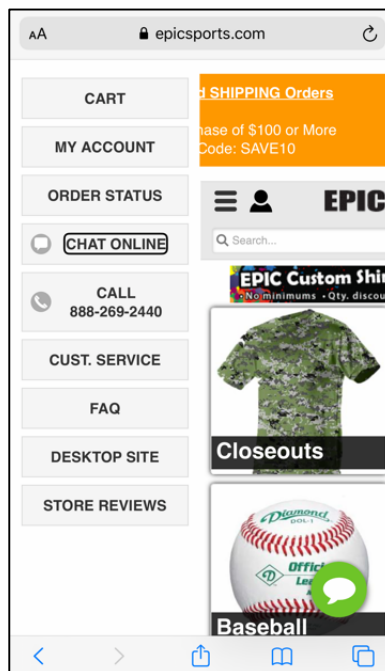 AA
epicsports.com
CART
MY ACCOUNT
ORDER STATUS
CHAT ONLINE
CALL
888-269-2440
CUST. SERVICE
FAQ
DESKTOP SITE
STORE REVIEWS
d SHIPPING Orders
hase of $100 or More
Code: SAVE10
EPIC
Search...
EPIC Custom Shir
•No minimums •Qty. discou
Closeouts
Diamond
DOL-1
D
Offici
Lea
Baseball